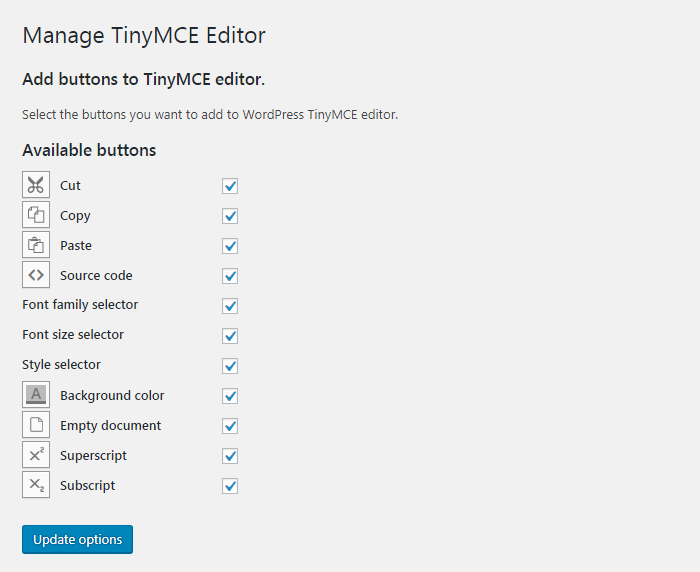 Manage TinyMCE Editor
Add buttons to TinyMCE editor.
Select the buttons you want to add to WordPress TinyMCE editor.
Available buttons
Cut
Copy
Paste
Source code
Font family selector
Font size selector
Style selector
A Background color
Empty document
X² Superscript
X₂ Subscript
Update options